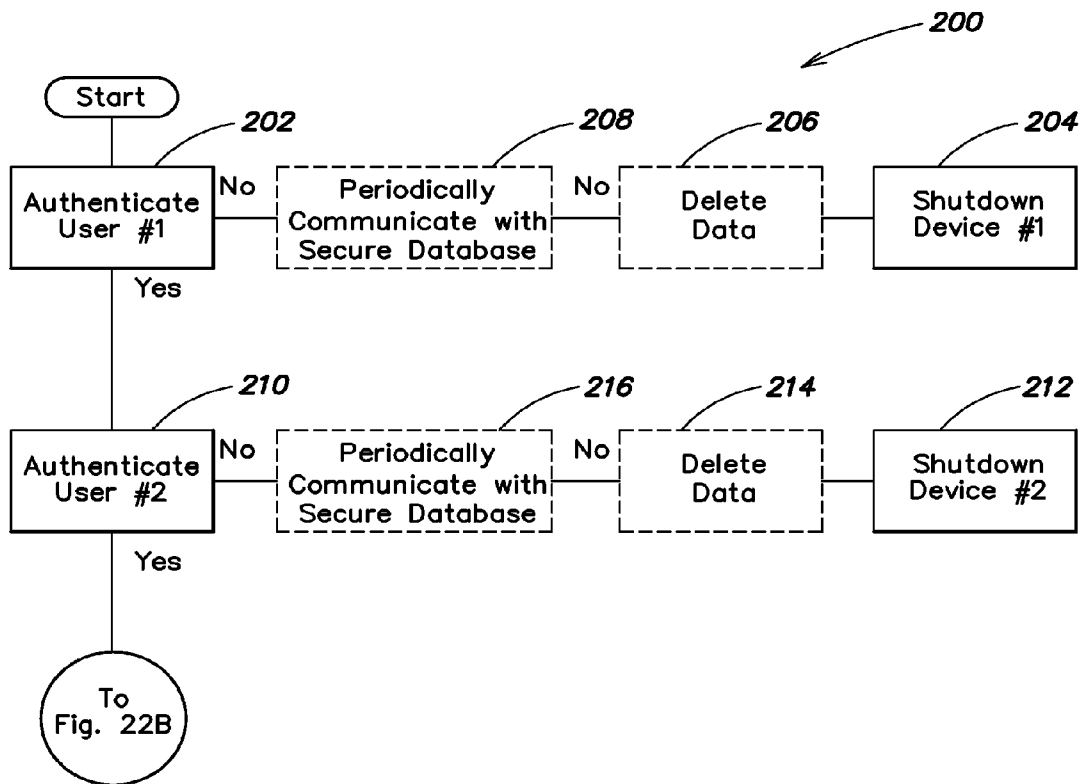 200
Start
202
208
206
204
Authenticate
User #1
No
Periodically
Communicate with
Secure Database
No
Delete
Data
Shutdown
Device #1
Yes
210
216
214
212
Authenticate
User #2
No
Periodically
Communicate with
Secure Database
No
Delete
Data
Shutdown
Device #2
Yes
To
Fig. 22B